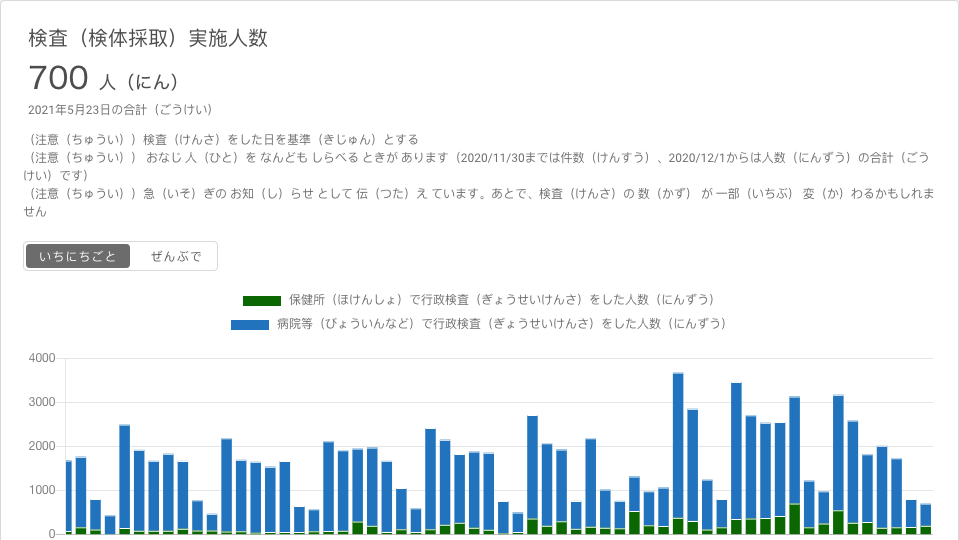 検査（検体採取）実施人数
700 人（にん）
2021年5月23日の合計（ごうけい）
（注意（ちゅうい））検査（けんさ）をした日を基準（きじゅん）とする
（注意（ちゅうい）） おなじ 人（ひと）を なんども しらべる ときが あります（2020/11/30までは件数（けんすう）、2020/12/1からは人数（にんずう）の合計（ごう
けい）です）
（注意（ちゅうい））急（いそ）ぎの お知（し）らせ として 伝（つた）え ています。あとで、検査（けんさ）の 数（かず） が 一部（いちぶ） 変（か）わるかもしれま
せん
いちにちごと ぜんぶで
保健所（ほけんしょ）で行政検査（ぎょうせいけんさ）をした人数（にんずう）
病院等（びょういんなど）で行政検査（ぎょうせいけんさ）をした人数（にんずう）
4000
3000
2000
1000
0